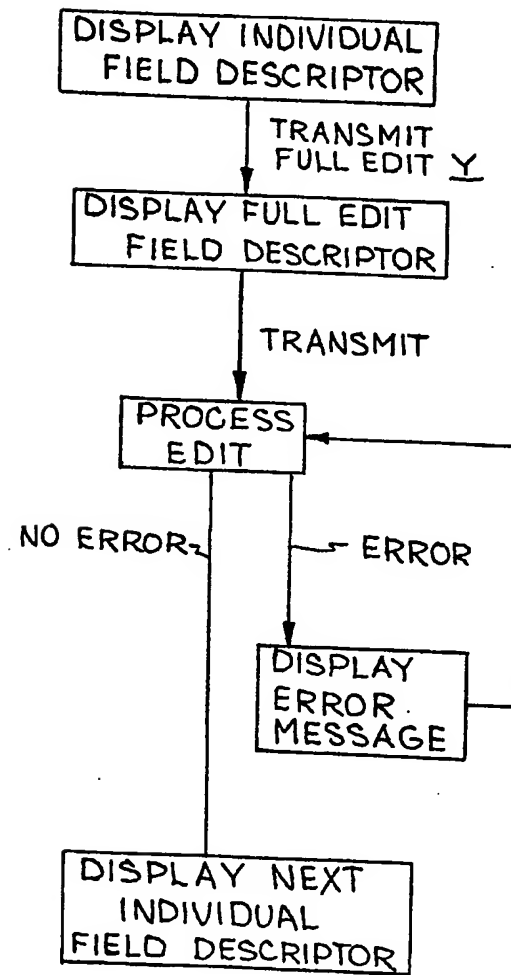 DISPLAY INDIVIDUAL
FIELD DESCRIPTOR
TRANSMIT
FULL EDIT Y
DISPLAY FULL EDIT
FIELD DESCRIPTOR
TRANSMIT
PROCESS
EDIT
NO ERROR
ERROR
DISPLAY
ERROR
MESSAGE
DISPLAY NEXT
INDIVIDUAL
FIELD DESCRIPTOR